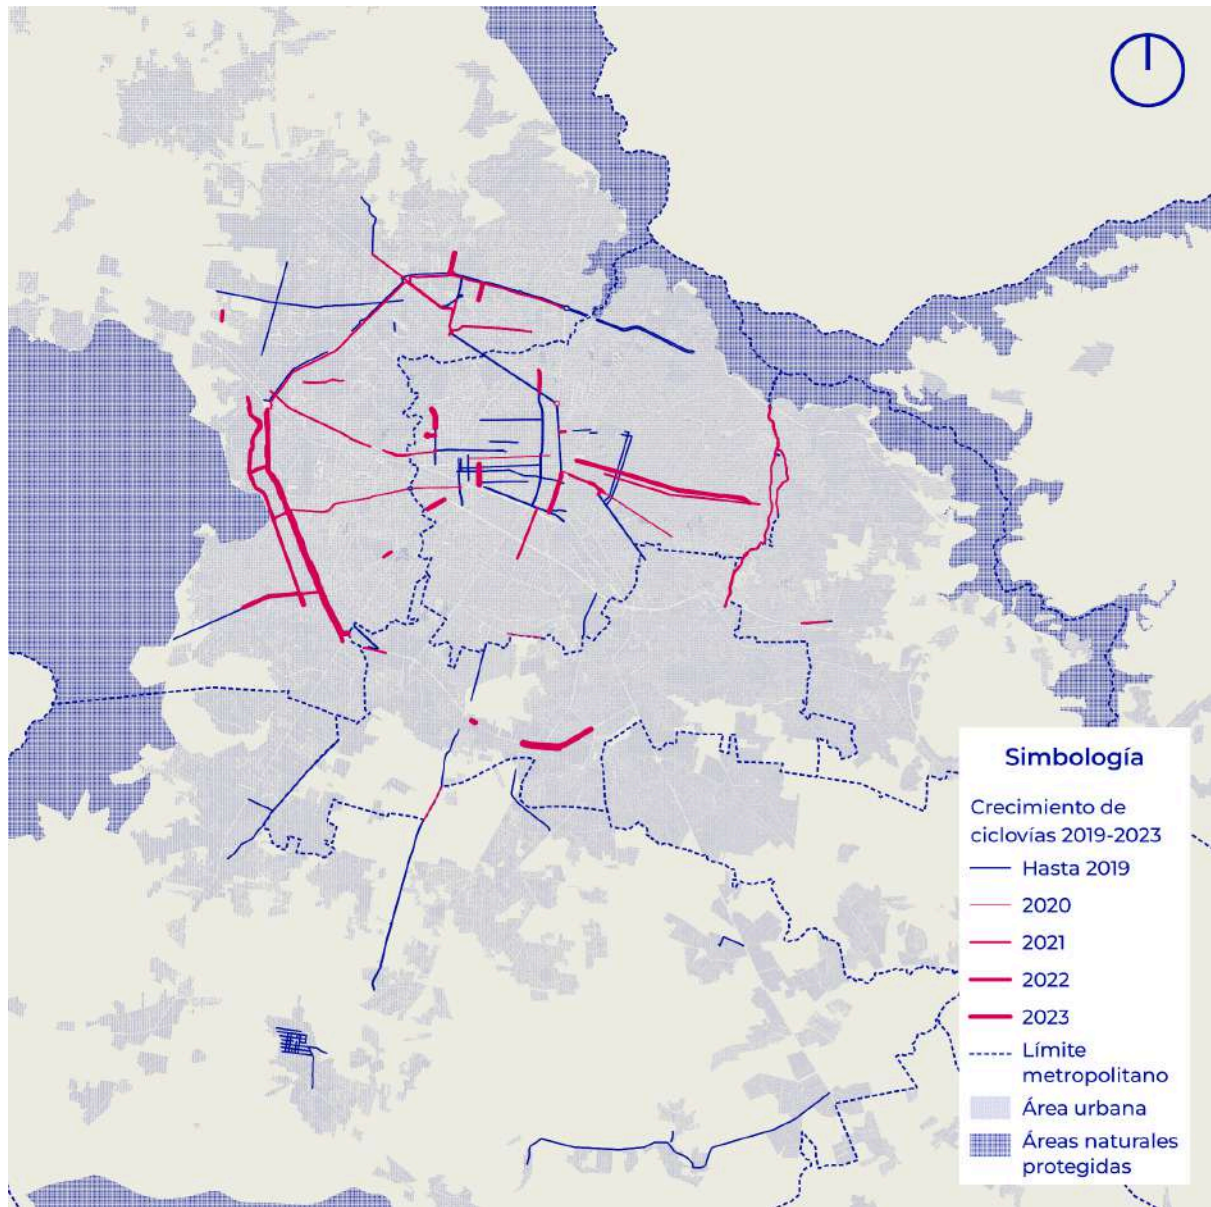 Simbología
Crecimiento de
ciclovías 2019-2023
Hasta 2019
2020
2021
2022
2023
Límite
metropolitano
Área urbana
Áreas naturales
protegidas